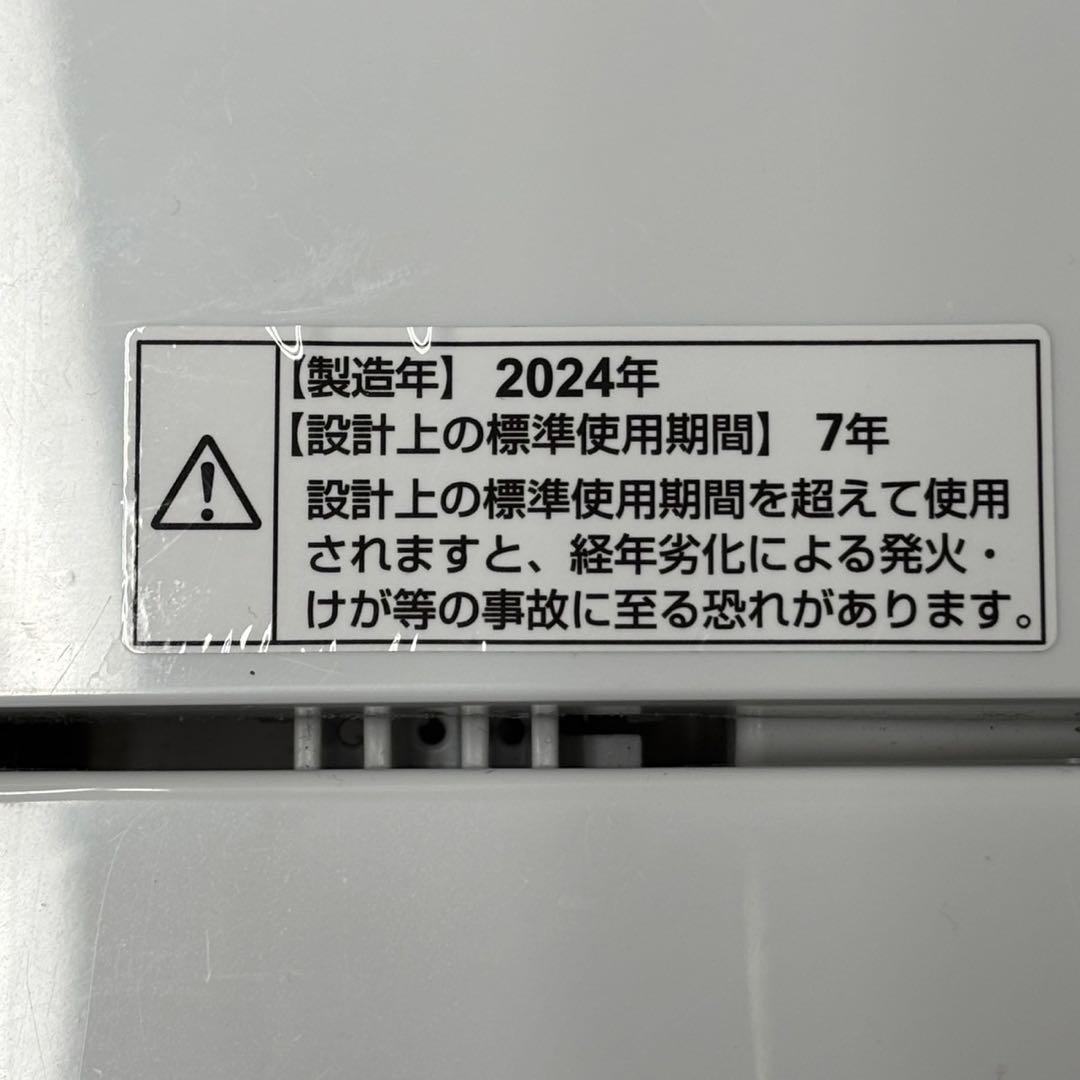 【製造年】 2024年
【設計上の標準使用期間】 7年
設計上の標準使用期間を超えて使用
されますと、経年劣化による発火・
けが等の事故に至る恐れがあります。